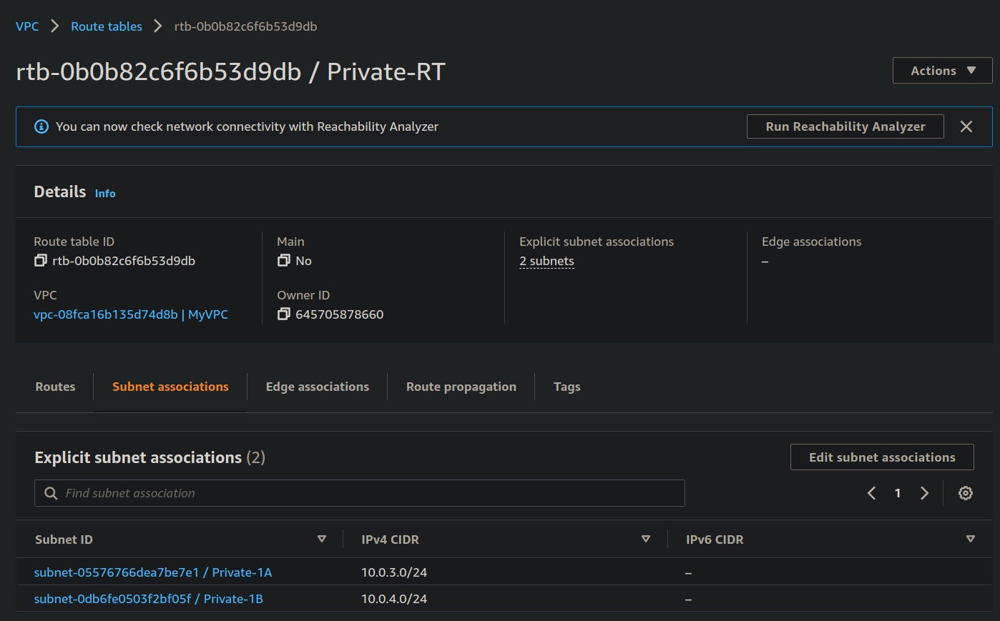 VPC > Route tables > rtb-0b0b82c6f6b53d9db
rtb-0b0b82c6f6b53d9db / Private-RT
Actions
You can now check network connectivity with Reachability Analyzer
Run Reachability Analyzer
Details Info
Route table ID
rtb-0b0b82c6f6b53d9db
VPC
vpc-08fca16b135d74d8b | MyVPC
Main
No
Owner ID
645705878660
Explicit subnet associations
2 subnets
Edge associations
–
Routes
Subnet associations
Edge associations
Route propagation
Tags
Explicit subnet associations (2)
Edit subnet associations
Find subnet association
1
Subnet ID IPv4 CIDR IPv6 CIDR
subnet-05576766dea7be7e1 / Private-1A 10.0.3.0/24 –
subnet-0db6fe0503f2bf05f / Private-1B 10.0.4.0/24 –